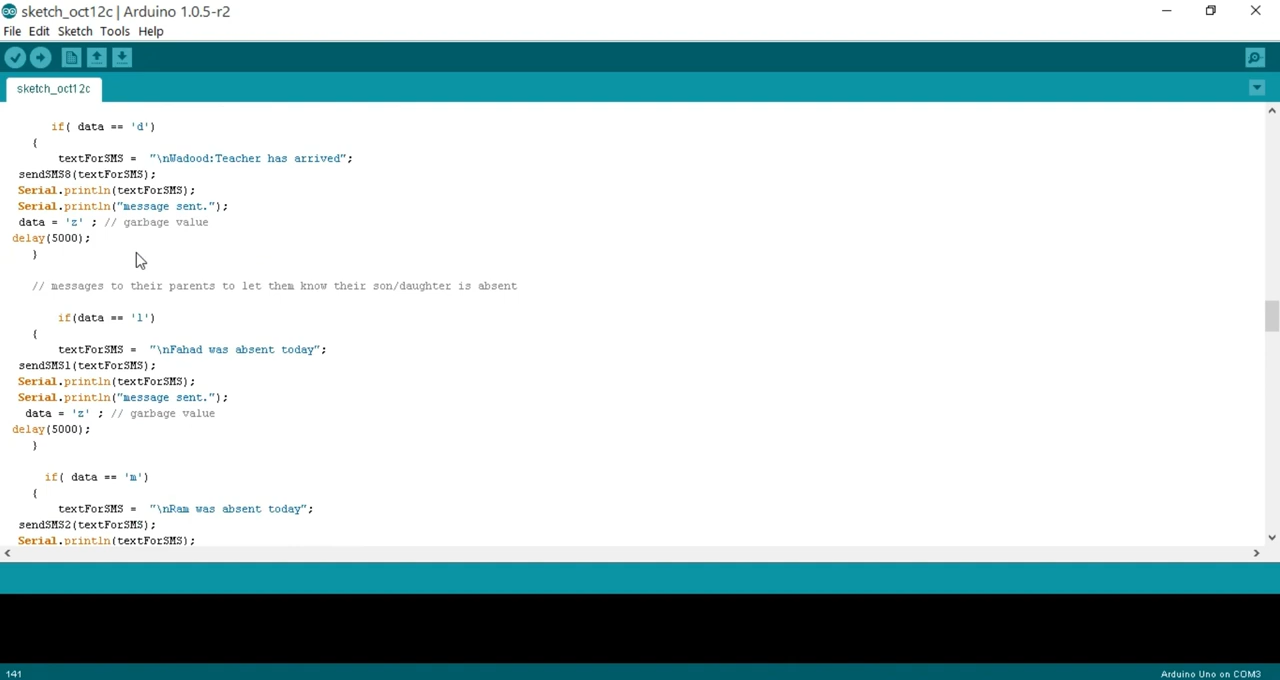 sketch_oct12c | Arduino 1.0.5-r2
File Edit Sketch Tools Help
sketch_oct12c
if( data == 'd')
{
textForSMS = "\nWadood:Teacher has arrived";
sendSMS8(textForSMS);
Serial.println(textForSMS);
Serial.println("message sent.");
data = 'z' ; // garbage value
delay(5000);
}
// messages to their parents to let them know their son/daughter is absent
if(data == 'l')
{
textForSMS = "\nFahad was absent today";
sendSMS1(textForSMS);
Serial.println(textForSMS);
Serial.println("message sent.");
data = 'z' ; // garbage value
delay(5000);
}
if( data == 'm')
{
textForSMS = "\nRam was absent today";
sendSMS2(textForSMS);
Serial.println(textForSMS);
141
Arduino Uno on COM3